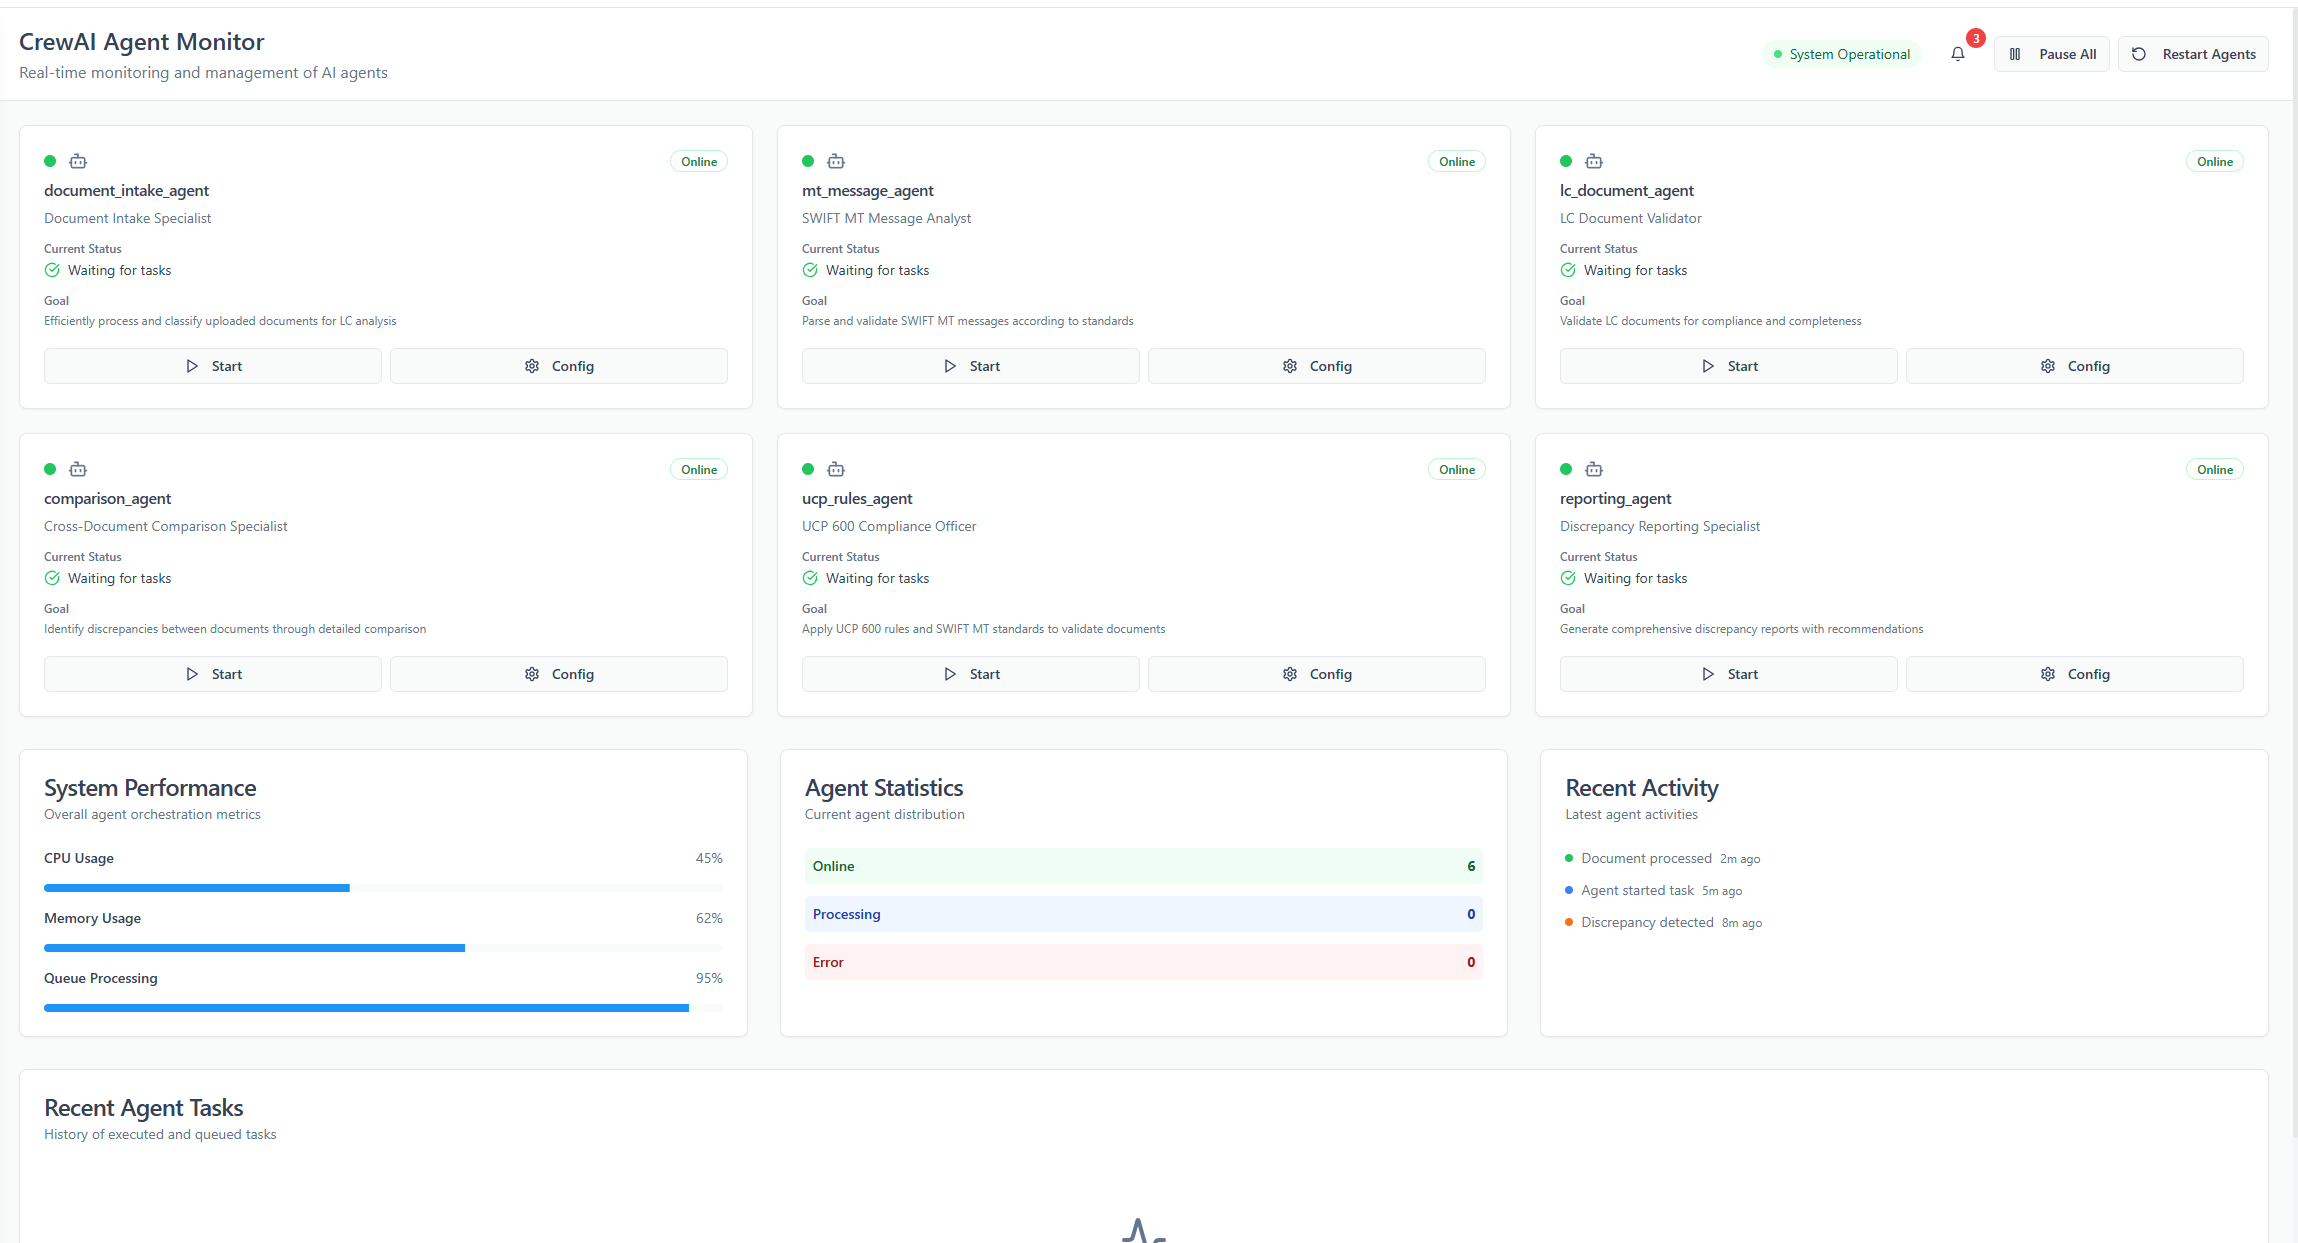 CrewAI Agent Monitor
Real-time monitoring and management of AI agents
System Operational
3
Pause All
Restart Agents
Online
document_intake_agent
Document Intake Specialist
Current Status
Waiting for tasks
Goal
Efficiently process and classify uploaded documents for LC analysis
Start
Config
Online
mt_message_agent
SWIFT MT Message Analyst
Current Status
Waiting for tasks
Goal
Parse and validate SWIFT MT messages according to standards
Start
Config
Online
lc_document_agent
LC Document Validator
Current Status
Waiting for tasks
Goal
Validate LC documents for compliance and completeness
Start
Config
Online
comparison_agent
Cross-Document Comparison Specialist
Current Status
Waiting for tasks
Goal
Identify discrepancies between documents through detailed comparison
Start
Config
Online
ucp_rules_agent
UCP 600 Compliance Officer
Current Status
Waiting for tasks
Goal
Apply UCP 600 rules and SWIFT MT standards to validate documents
Start
Config
Online
reporting_agent
Discrepancy Reporting Specialist
Current Status
Waiting for tasks
Goal
Generate comprehensive discrepancy reports with recommendations
Start
Config
System Performance
Overall agent orchestration metrics
CPU Usage 45%
Memory Usage 62%
Queue Processing 95%
Agent Statistics
Current agent distribution
Online 6
Processing 0
Error 0
Recent Activity
Latest agent activities
Document processed 2m ago
Agent started task 5m ago
Discrepancy detected 8m ago
Recent Agent Tasks
History of executed and queued tasks